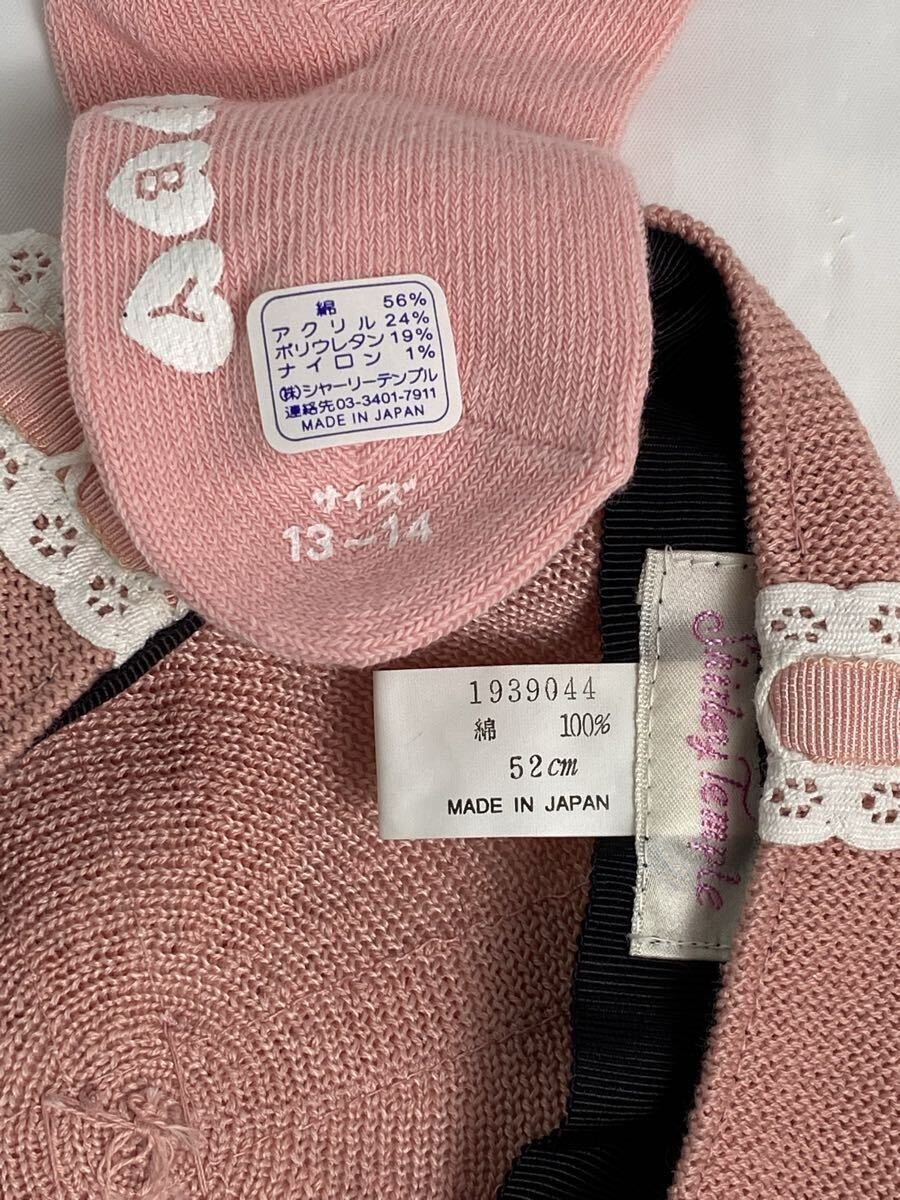 B
Y
綿 56%
アクリル 24%
ポリウレタン 19%
ナイロン 1%
㈱シャーリーテンプル
連絡先03-3401-7911
MADE IN JAPAN
サイズ
13~14
1939044
綿 100%
52cm
MADE IN JAPAN
Shirley Temple